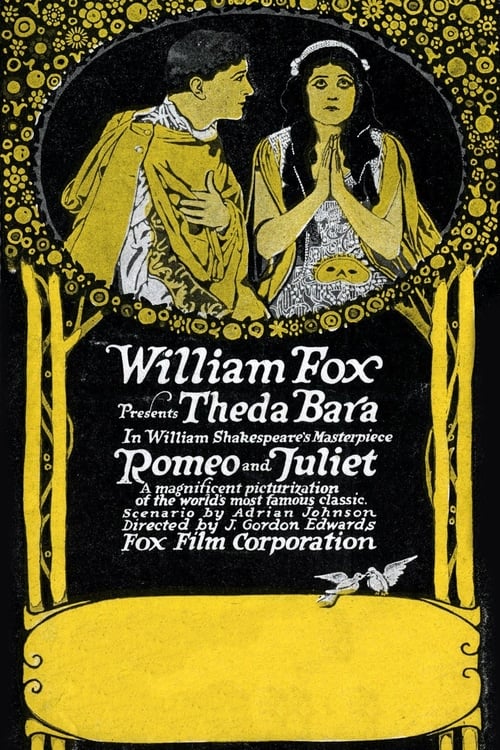 William Fox
Presents Theda Bara
In William Shakespeare's Masterpiece
Romeo and Juliet
A magnificent picturization
of the world's most famous classic.
Scenario by Adrian Johnson
Directed by J. Gordon Edwards,
Fox Film Corporation